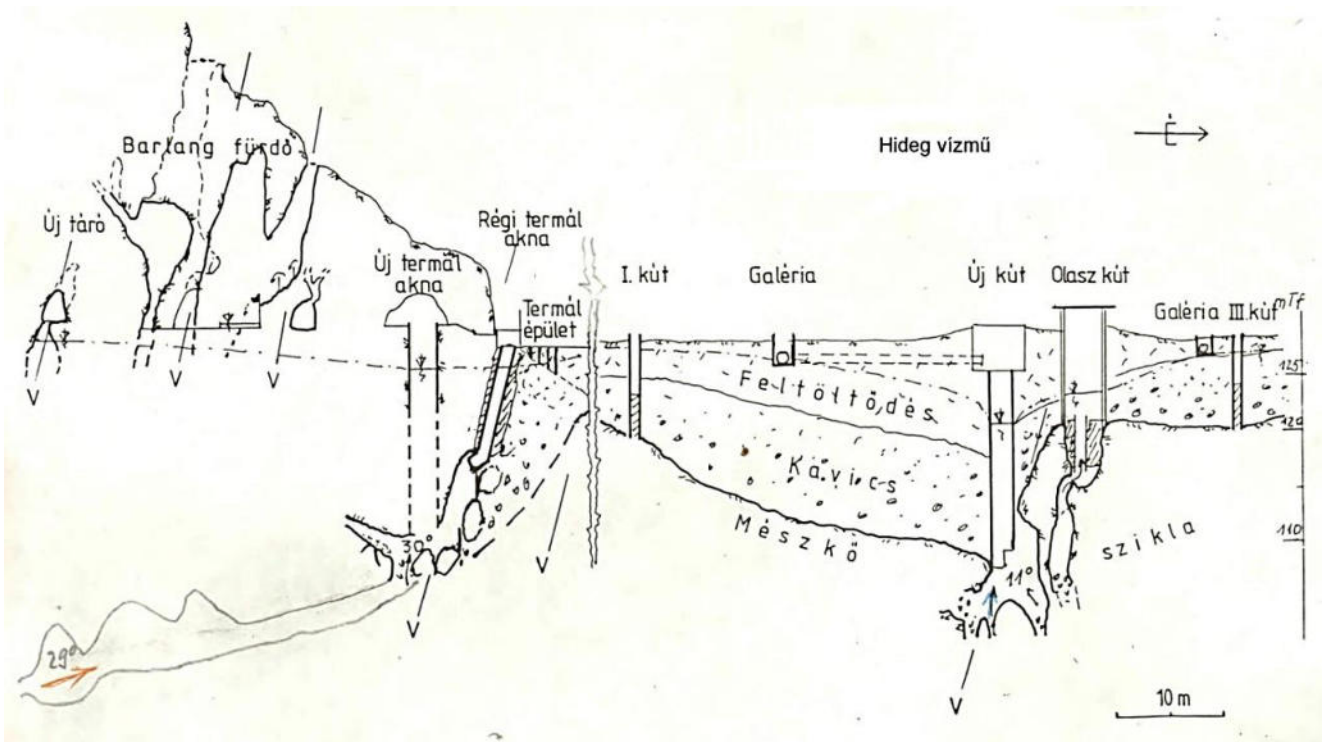 Barlang fürdő
Hideg vízmű
É
Új táró
Régi termál
akna
Új termál
akna
Termál
épület
I. kút
Galéria
Új kút
Olasz kút
Galéria III. kút
mTf
125
120
110
Feltöltődés
Kavics
Mészkő
szikla
30°
11°
29°
V
V
V
V
V
V
10 m